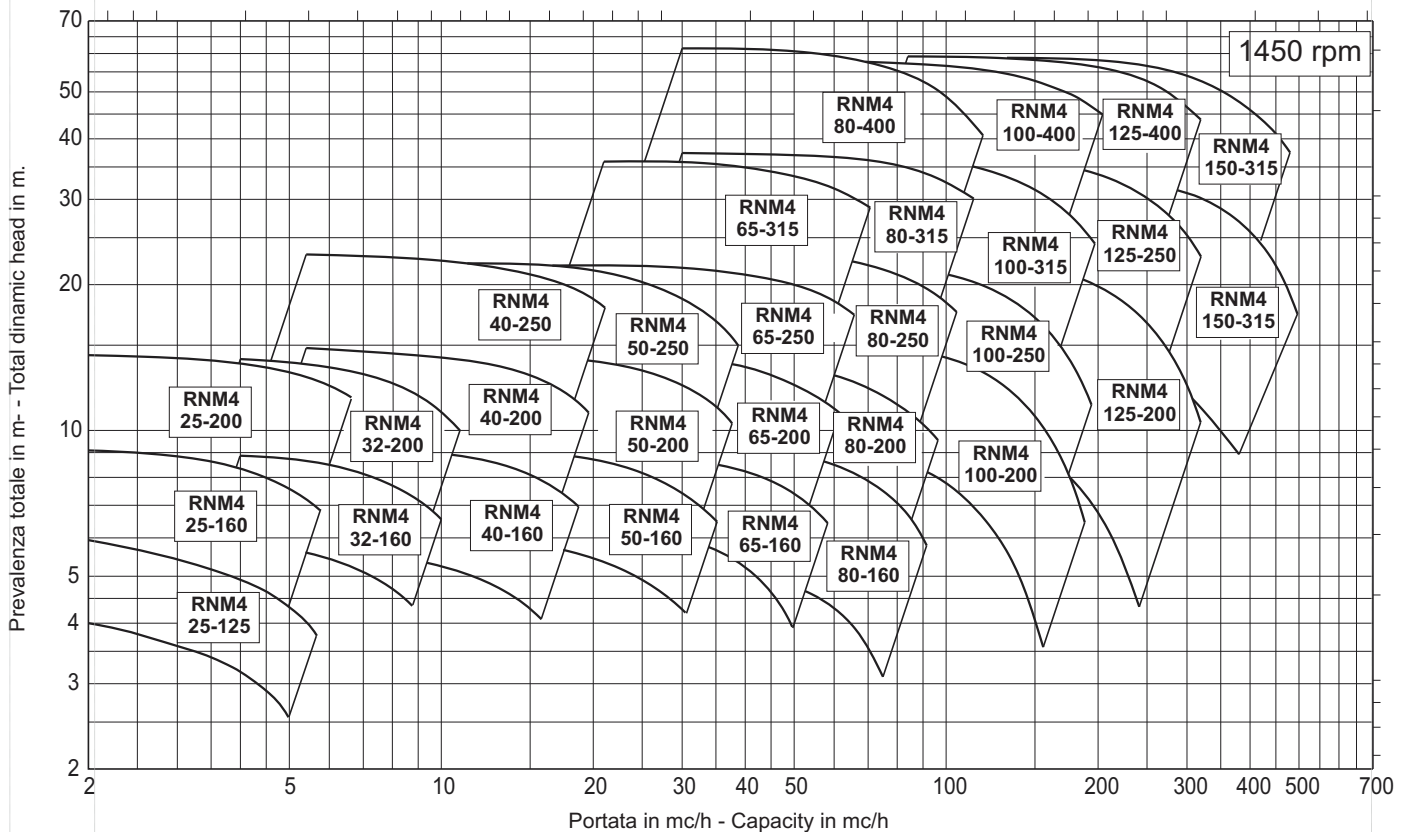 1450 rpm
70
50
40
30
20
10
5
4
3
2
Prevalenza totale in m- - Total dinamic head in m.
RNM4
80-400
RNM4
100-400
RNM4
125-400
RNM4
150-315
RNM4
65-315
RNM4
80-315
RNM4
100-315
RNM4
125-250
RNM4
150-315
RNM4
40-250
RNM4
50-250
RNM4
65-250
RNM4
80-250
RNM4
100-250
RNM4
125-200
RNM4
25-200
RNM4
32-200
RNM4
40-200
RNM4
50-200
RNM4
65-200
RNM4
80-200
RNM4
100-200
RNM4
25-160
RNM4
32-160
RNM4
40-160
RNM4
50-160
RNM4
65-160
RNM4
80-160
RNM4
25-125
2 5 10 20 30 40 50 100 200 300 400 500 700
Portata in mc/h - Capacity in mc/h